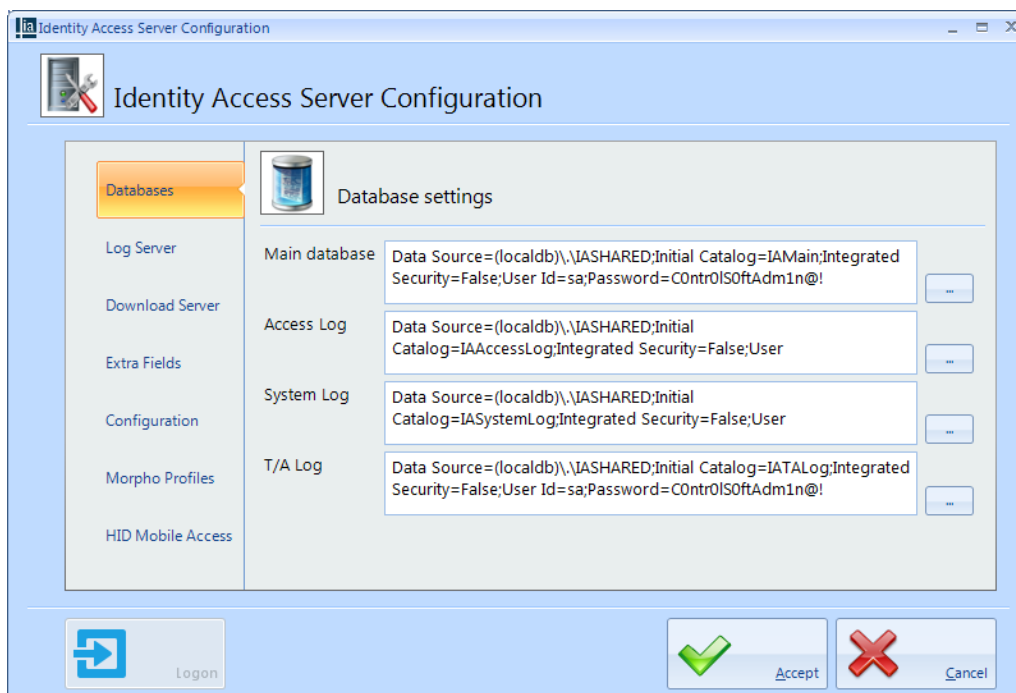 ia Identity Access Server Configuration
Identity Access Server Configuration
Databases
Log Server
Download Server
Extra Fields
Configuration
Morpho Profiles
HID Mobile Access
Database settings
Main database
Data Source=(localdb)\.\IASHARED;Initial Catalog=IAMain;Integrated
Security=False;User Id=sa;Password=C0ntr0lS0ftAdm1n@!
...
Access Log
Data Source=(localdb)\.\IASHARED;Initial
Catalog=IAAccessLog;Integrated Security=False;User
...
System Log
Data Source=(localdb)\.\IASHARED;Initial
Catalog=IASystemLog;Integrated Security=False;User
...
T/A Log
Data Source=(localdb)\.\IASHARED;Initial Catalog=IATALog;Integrated
Security=False;User Id=sa;Password=C0ntr0lS0ftAdm1n@!
...
Logon
Accept
Cancel